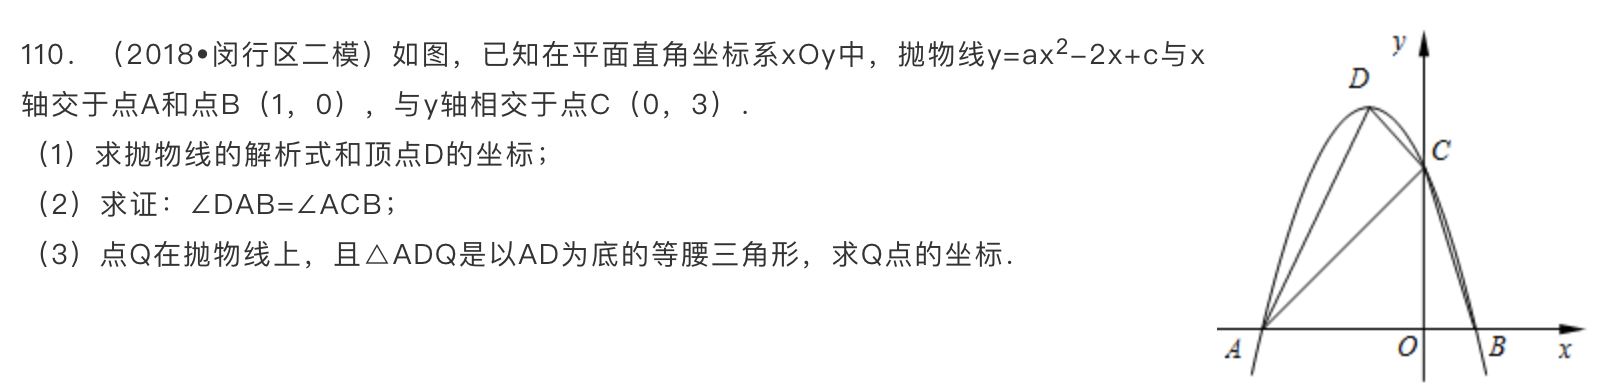 110. （2018•闵行区二模）如图，已知在平面直角坐标系xOy中，抛物线y=ax²-2x+c与x
轴交于点A和点B（1，0），与y轴相交于点C（0，3）.
（1）求抛物线的解析式和顶点D的坐标；
（2）求证：∠DAB=∠ACB；
（3）点Q在抛物线上，且△ADQ是以AD为底的等腰三角形，求Q点的坐标.
y
D
C
A
O
B
x